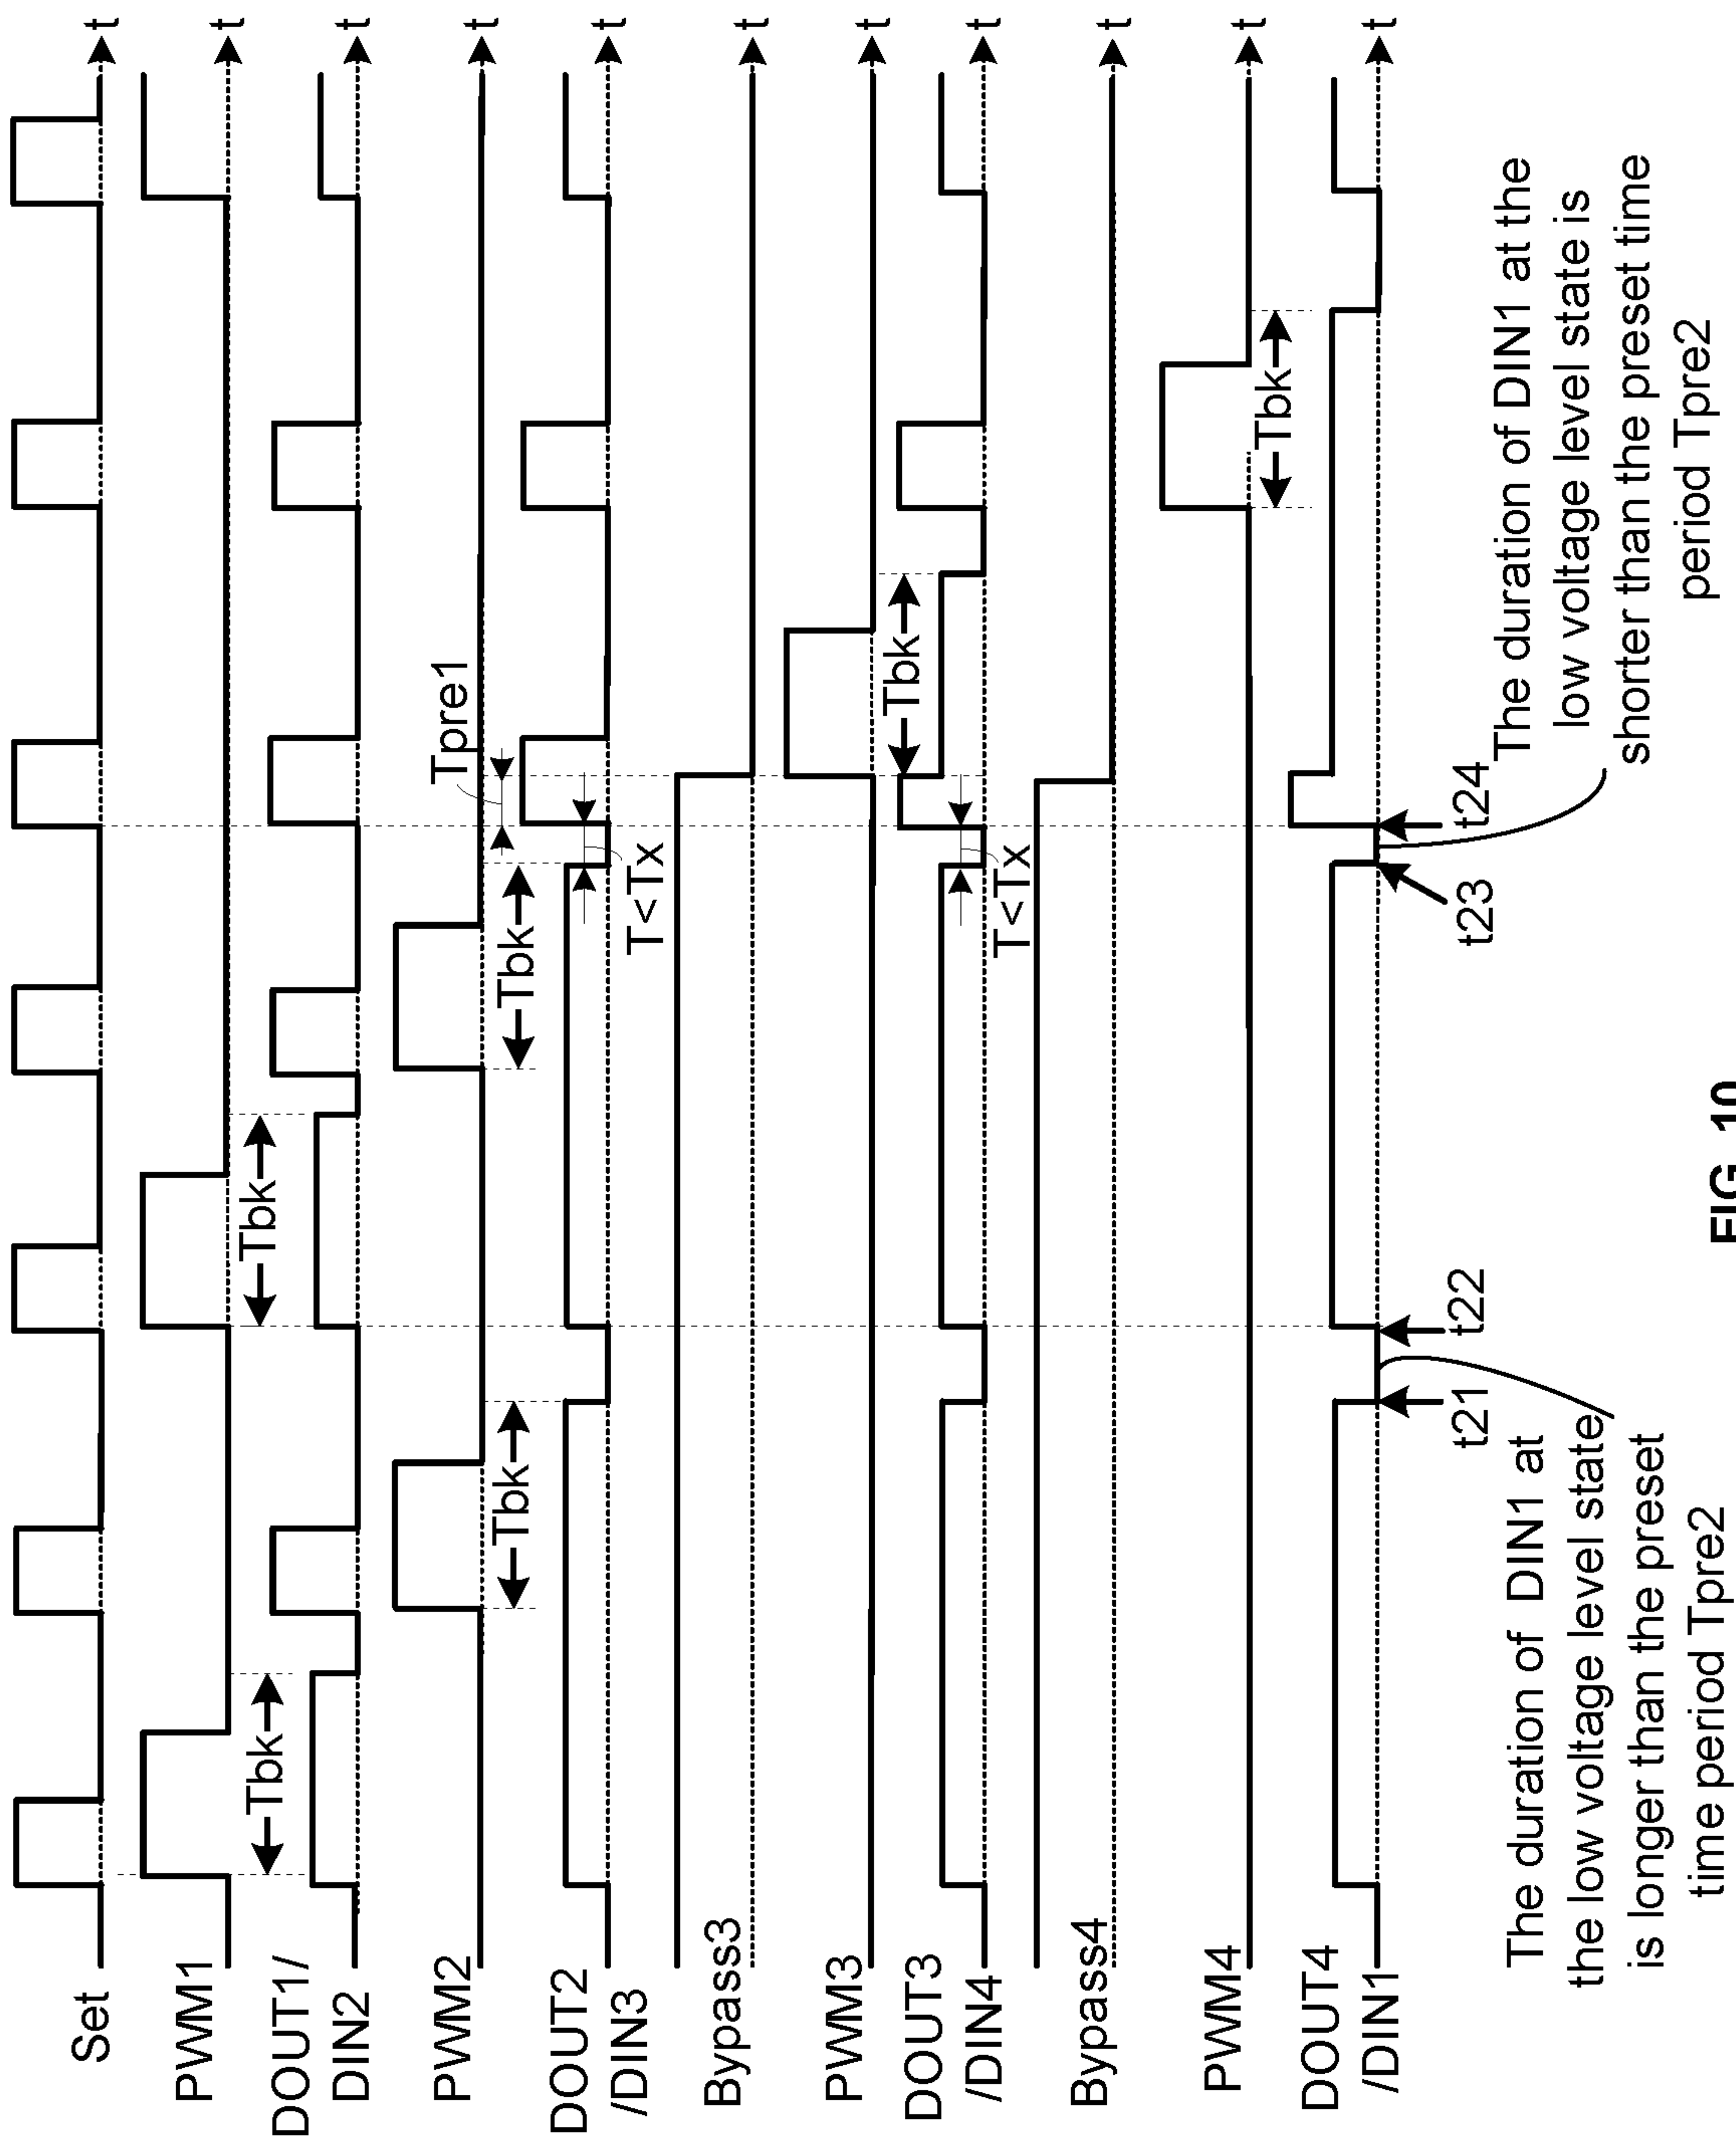 Set
t
PWM1
t
Tbk
DOUT1/
DIN2
t
Tbk
PWM2
t
Tpre1
Tbk
Tbk
DOUT2
/DIN3
t
T<Tx
Bypass3
t
PWM3
t
Tbk
DOUT3
/DIN4
t
T<Tx
Bypass4
t
PWM4
t
Tbk
DOUT4
/DIN1
t
t21
t22
t23
t24
The duration of DIN1 at
the low voltage level state
is longer than the preset
time period Tpre2
The duration of DIN1 at the
low voltage level state is
shorter than the preset time
period Tpre2